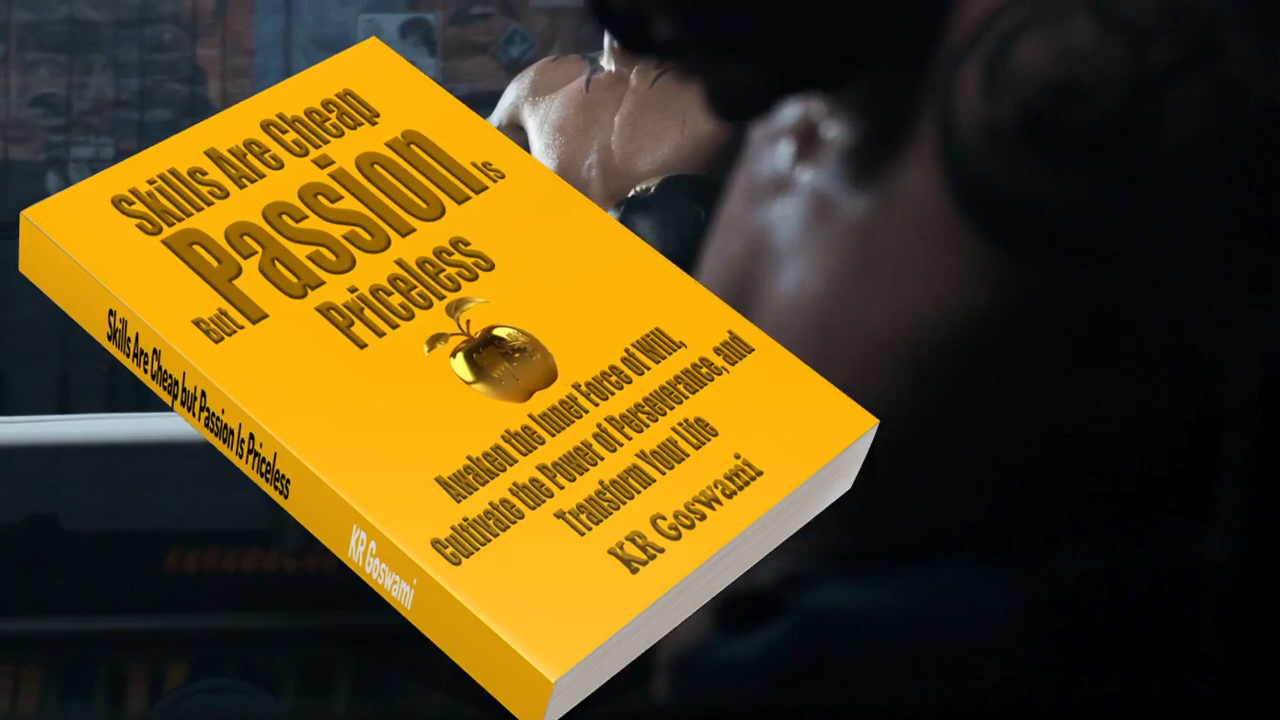 Skills Are Cheap
But Passion Is
Priceless
Awaken the Inner Force of Will,
Cultivate the Power of Perseverance, and
Transform Your Life
KR Goswami
Skills Are Cheap but Passion Is Priceless
KR Goswami